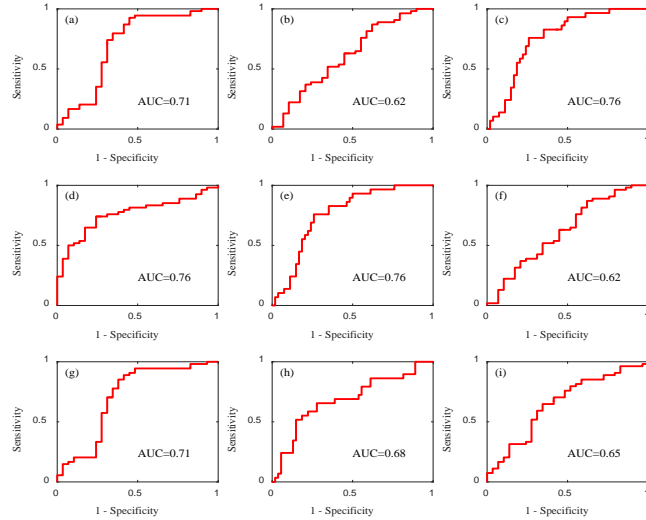 (a) (b) (c)
1 1 1
Sensitivity Sensitivity Sensitivity
0.5 0.5 0.5
AUC=0.71 AUC=0.62 AUC=0.76
0 0 0
0 0.5 1 0 0.5 1 0 0.5 1
1 - Specificity 1 - Specificity 1 - Specificity
(d) (e) (f)
1 1 1
Sensitivity Sensitivity Sensitivity
0.5 0.5 0.5
AUC=0.76 AUC=0.76 AUC=0.62
0 0 0
0 0.5 1 0 0.5 1 0 0.5 1
1 - Specificity 1 - Specificity 1 - Specificity
(g) (h) (i)
1 1 1
Sensitivity Sensitivity Sensitivity
0.5 0.5 0.5
AUC=0.71 AUC=0.68 AUC=0.65
0 0 0
0 0.5 1 0 0.5 1 0 0.5 1
1 - Specificity 1 - Specificity 1 - Specificity